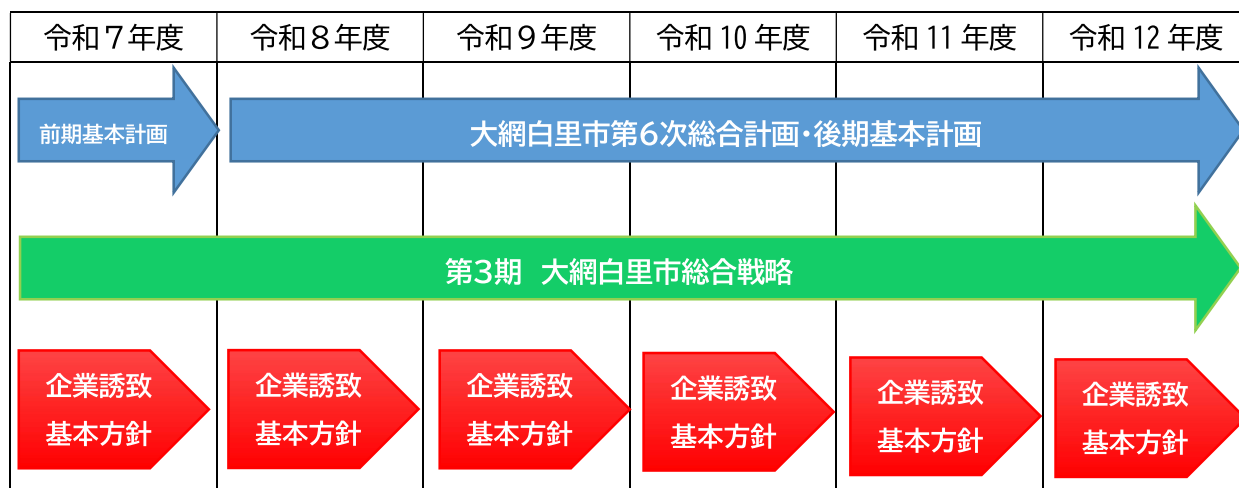 令和７年度 令和８年度 令和９年度 令和 10 年度 令和 11 年度 令和 12 年度
前期基本計画
大網白里市第６次総合計画・後期基本計画
第３期　大網白里市総合戦略
企業誘致
基本方針
企業誘致
基本方針
企業誘致
基本方針
企業誘致
基本方針
企業誘致
基本方針
企業誘致
基本方針